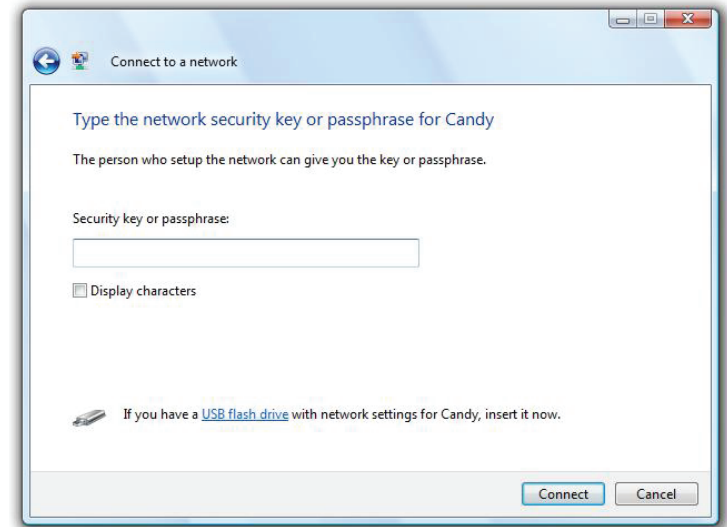 Connect to a network
Type the network security key or passphrase for Candy
The person who setup the network can give you the key or passphrase.
Security key or passphrase:
Display characters
If you have a USB flash drive with network settings for Candy, insert it now.
Connect Cancel